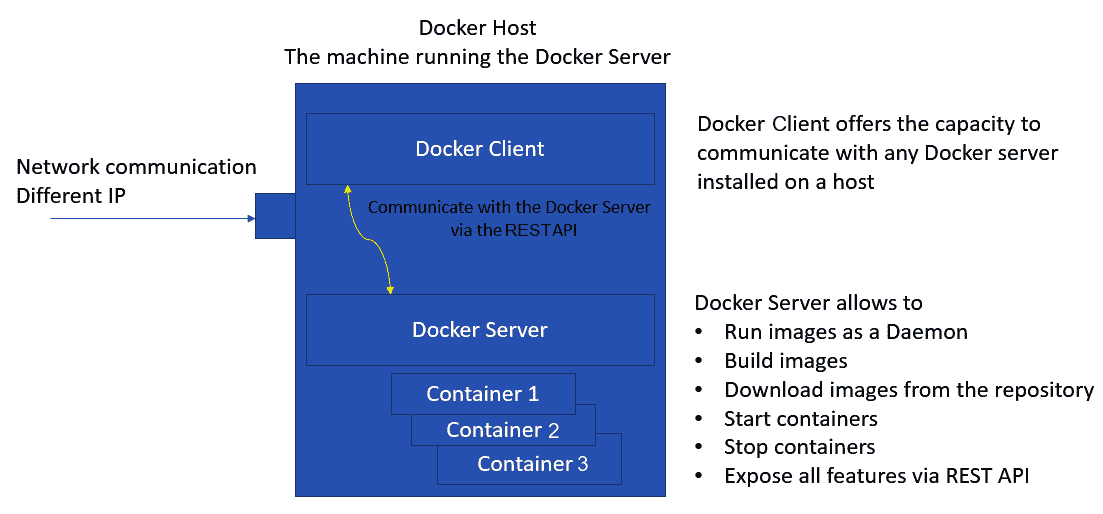 Docker Host
The machine running the Docker Server
Docker Client
Docker Client offers the capacity to
communicate with any Docker server
installed on a host
Network communication
Different IP
Communicate with the Docker Server
via the REST API
Docker Server
Docker Server allows to
• Run images as a Daemon
• Build images
• Download images from the repository
• Start containers
• Stop containers
• Expose all features via REST API
Container 1
Container 2
Container 3